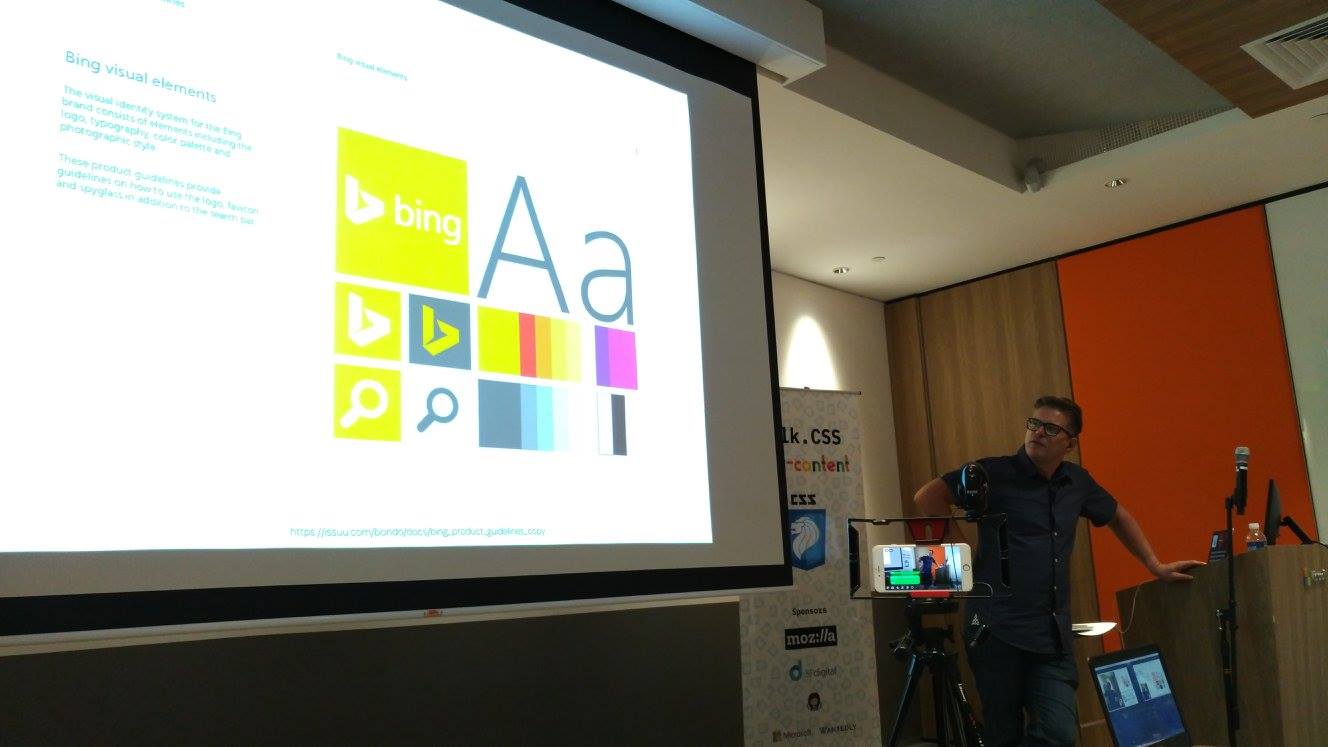 Bing visual elements
The visual identity system for the Bing
brand consists of elements including the
logo, typography, color palette and
photographic style.
These product guidelines provide
guidelines on how to use the logo, favicon
and spyglass in addition to the search bar.
Bing visual elements
bing
Aa
https://issuu.com/bondo/docs/bing_product_guidelines_copy
lk.CSS
-content
CSS
Sponsors
moz://a
SPdigital
Microsoft
WANTEDLY